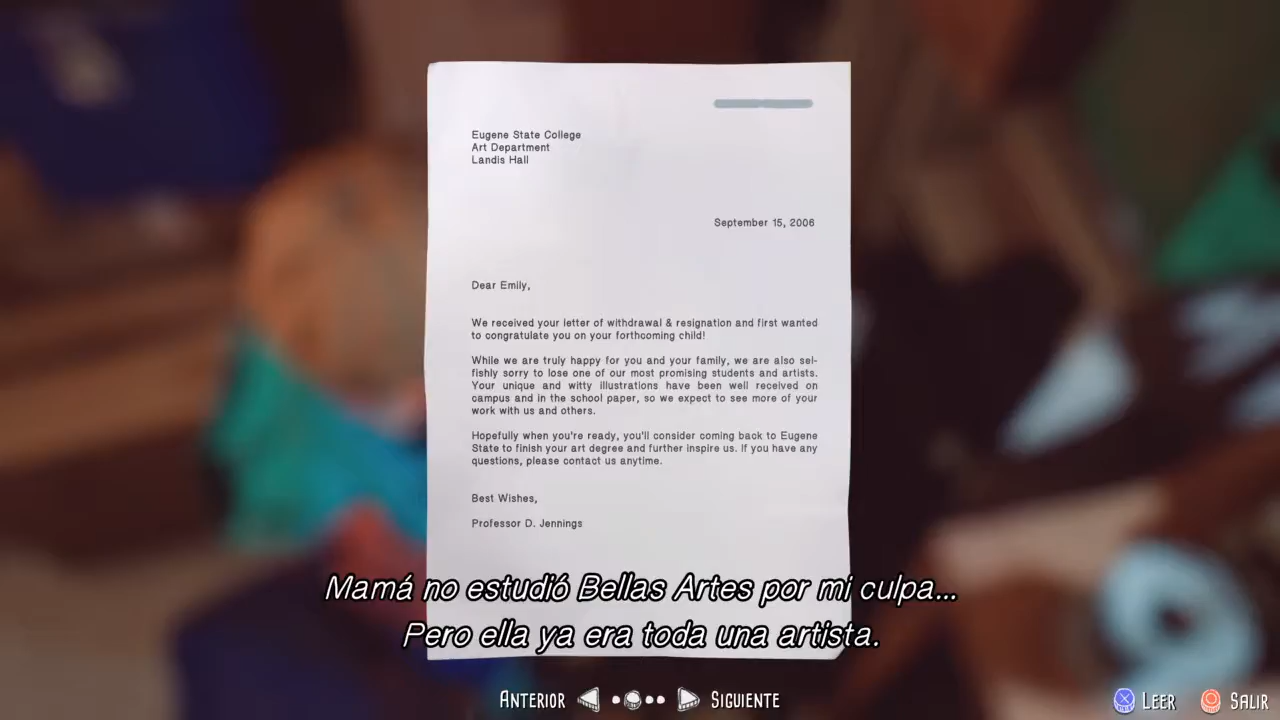 Eugene State College
Art Department
Landis Hall
September 15, 2006
Dear Emily,
We received your letter of withdrawal & resignation and first wanted
to congratulate you on your forthcoming child!
While we are truly happy for you and your family, we are also sel-
fishly sorry to lose one of our most promising students and artists.
Your unique and witty illustrations have been well received on
campus and in the school paper, so we expect to see more of your
work with us and others.
Hopefully when you're ready, you'll consider coming back to Eugene
State to finish your art degree and further inspire us. If you have any
questions, please contact us anytime.
Best Wishes,
Professor D. Jennings
Mamá no estudió Bellas Artes por mi culpa...
Pero ella ya era toda una artista.
ANTERIOR SIGUIENTE LEER SALIR